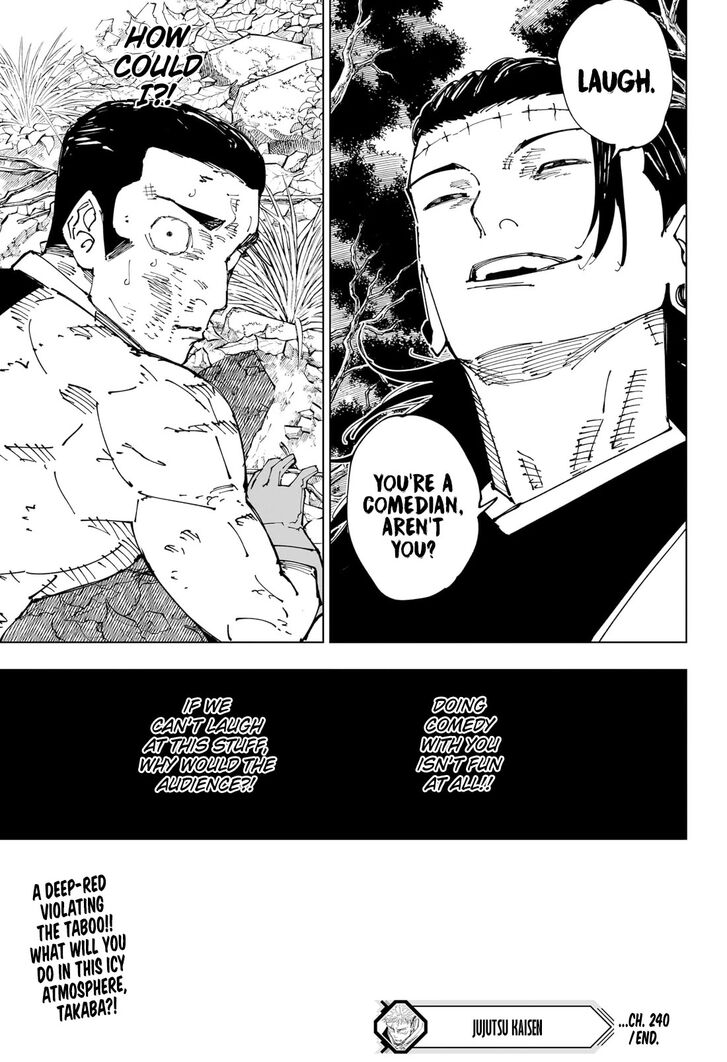 LAUGH.
YOU'RE A
COMEDIAN,
AREN'T
YOU?
HOW
COULD
I?!
DOING
COMEDY
WITH YOU
ISN'T FUN
AT ALL!!
IF WE
CAN'T LAUGH
AT THIS STUFF,
WHY WOULD THE
AUDIENCE?!
A DEEP-RED
VIOLATING
THE TABOO!!
WHAT WILL YOU
DO IN THIS ICY
ATMOSPHERE,
TAKABA?!
JUJUTSU KAISEN
...CH. 240
/END.